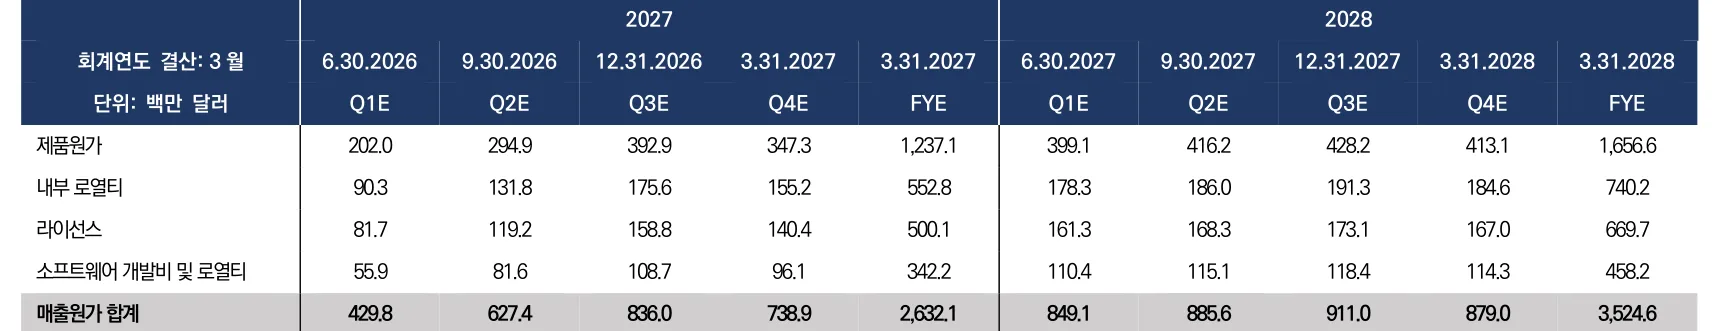 2027 2028
회계연도 결산: 3월 6.30.2026 9.30.2026 12.31.2026 3.31.2027 3.31.2027 6.30.2027 9.30.2027 12.31.2027 3.31.2028 3.31.2028
단위: 백만 달러 Q1E Q2E Q3E Q4E FYE Q1E Q2E Q3E Q4E FYE
제품원가 202.0 294.9 392.9 347.3 1,237.1 399.1 416.2 428.2 413.1 1,656.6
내부 로열티 90.3 131.8 175.6 155.2 552.8 178.3 186.0 191.3 184.6 740.2
라이선스 81.7 119.2 158.8 140.4 500.1 161.3 168.3 173.1 167.0 669.7
소프트웨어 개발비 및 로열티 55.9 81.6 108.7 96.1 342.2 110.4 115.1 118.4 114.3 458.2
매출원가 합계 429.8 627.4 836.0 738.9 2,632.1 849.1 885.6 911.0 879.0 3,524.6